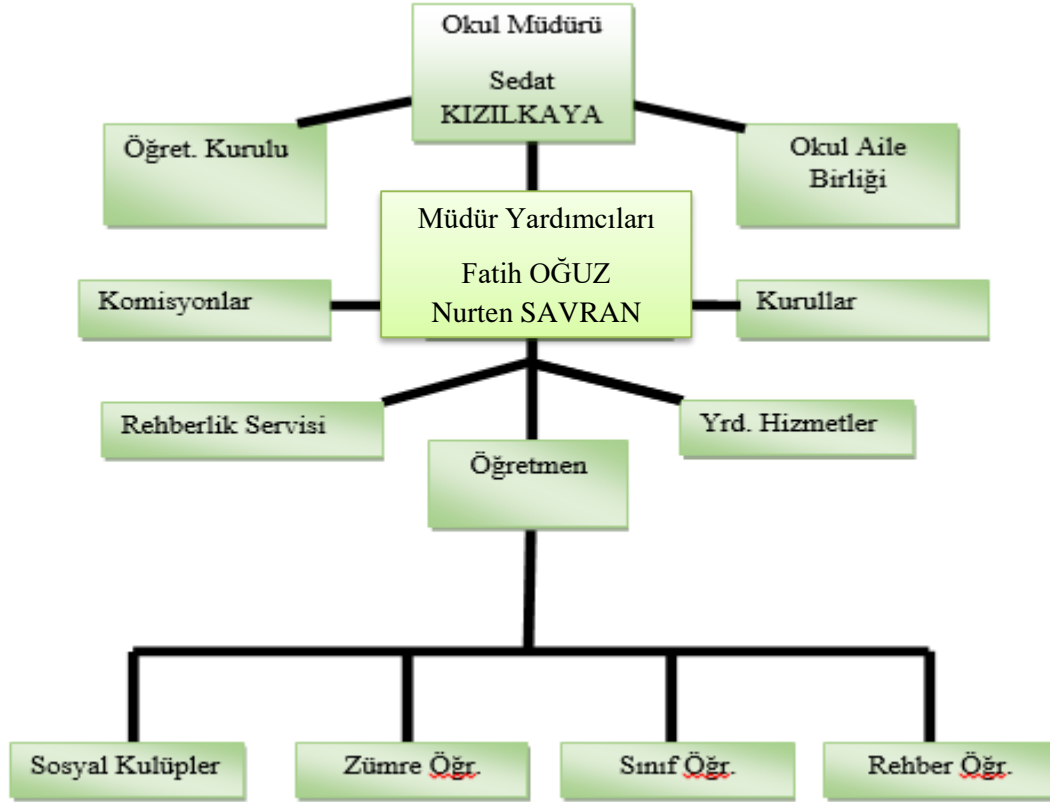 Okul Müdürü
Sedat
KIZILKAYA
Öğret. Kurulu
Okul Aile
Birliği
Müdür Yardımcıları
Fatih OĞUZ
Nurten SAVRAN
Komisyonlar
Kurullar
Rehberlik Servisi
Yrd. Hizmetler
Öğretmen
Sosyal Kulüpler
Zümre Öğr.
Sınıf Öğr.
Rehber Öğr.